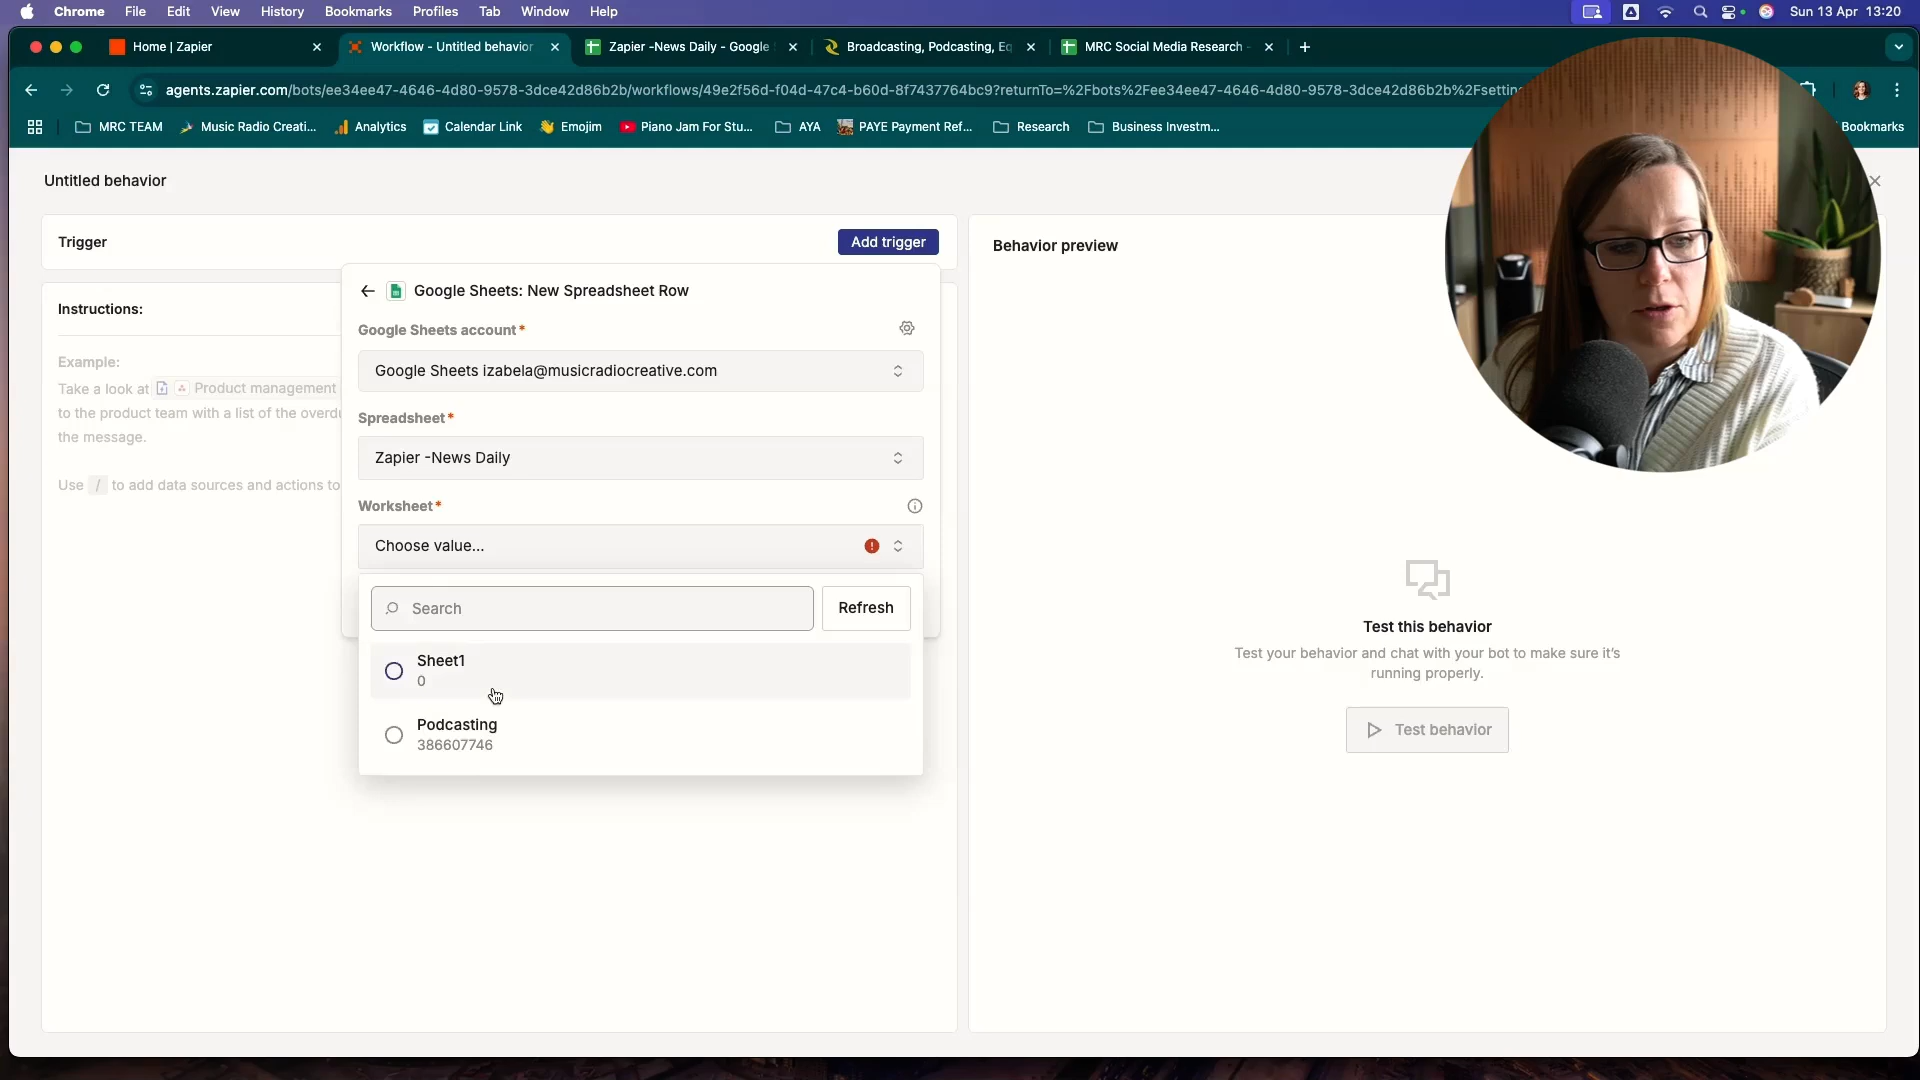 Chrome File Edit View History Bookmarks Profiles Tab Window Help Sun 13 Apr 13:20
Home | Zapier Workflow - Untitled behavior Zapier -News Daily - Google Broadcasting, Podcasting, Eq MRC Social Media Research -
agents.zapier.com/bots/ee34ee47-4646-4d80-9578-3dce42d86b2b/workflows/49e2f56d-f04d-47c4-b60d-8f7437764bc9?returnTo=%2Fbots%2Fee34ee47-4646-4d80-9578-3dce42d86b2b%2Fsettin
MRC TEAM Music Radio Creati... Analytics Calendar Link Emojim Piano Jam For Stu... AYA PAYE Payment Ref... Research Business Investm... Bookmarks
Untitled behavior
Trigger
Add trigger
Instructions:
Example:
Take a look at Product management
to the product team with a list of the overdu
the message.
Use / to add data sources and actions to
Google Sheets: New Spreadsheet Row
Google Sheets account*
Google Sheets izabela@musicradiocreative.com
Spreadsheet*
Zapier -News Daily
Worksheet*
Choose value...
Search
Refresh
Sheet1
0
Podcasting
386607746
Behavior preview
Test this behavior
Test your behavior and chat with your bot to make sure it's
running properly.
Test behavior